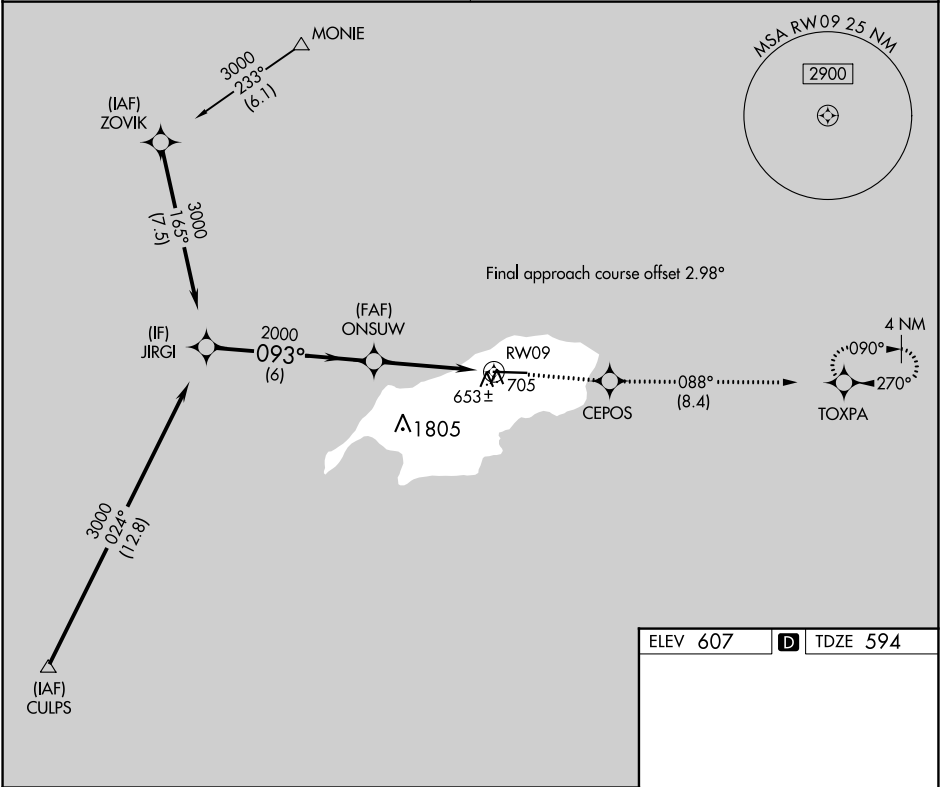 MONIE
3000
233°
(6.1)
(IAF)
ZOVIK
3000
165°
(7.5)
MSA RW09 25 NM
2900
Final approach course offset 2.98°
(IF)
JIRGI
2000
093°
(6)
(FAF)
ONSUW
RW09
705
653±
1805
CEPOS
088°
(8.4)
4 NM
090°
270°
TOXPA
3000
024°
(12.8)
(IAF)
CULPS
ELEV 607 D TDZE 594